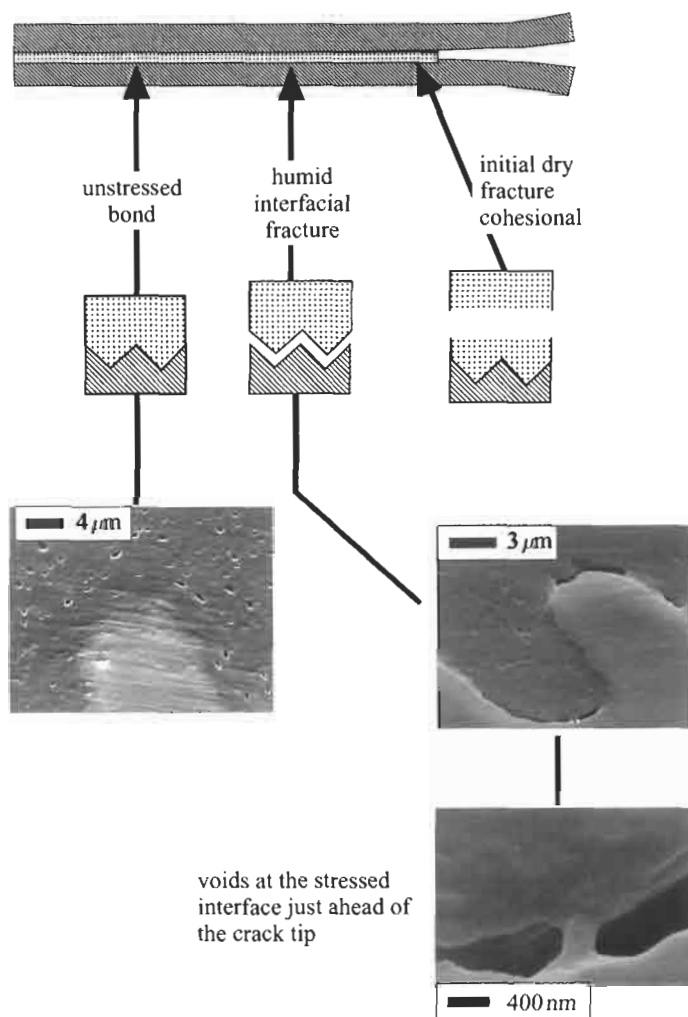 unstressed
bond
humid
interfacial
fracture
initial dry
fracture
cohesional
4 μm
3 μm
voids at the stressed
interface just ahead of
the crack tip
400 nm